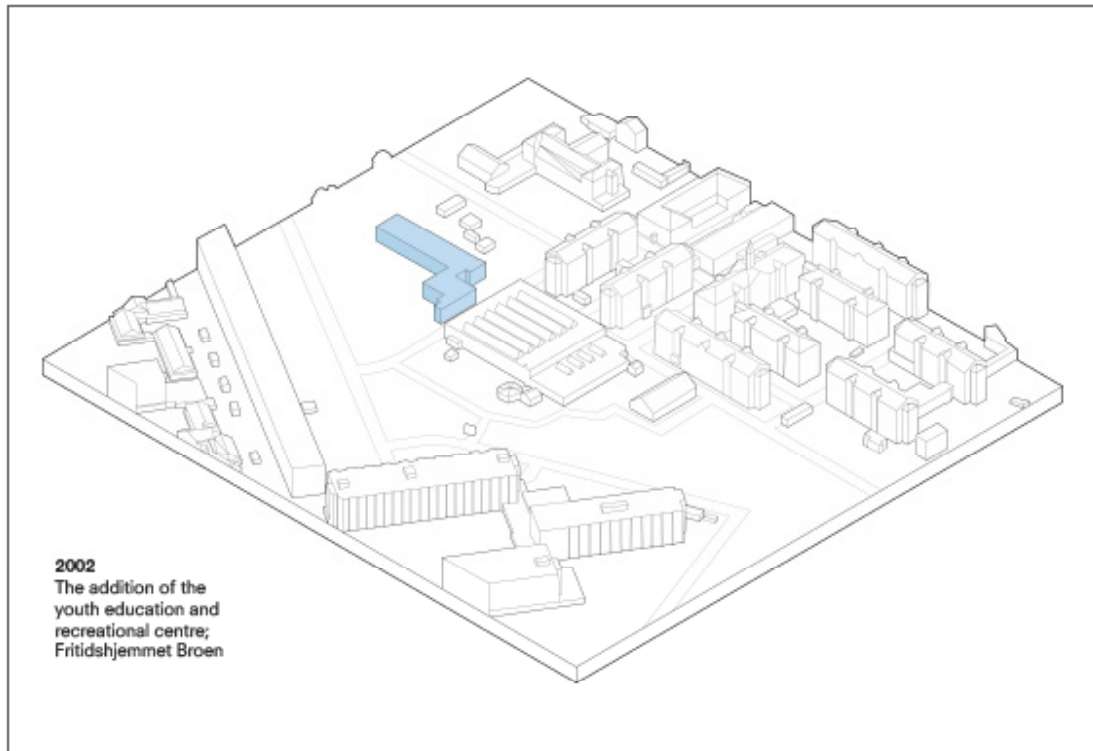 2002
The addition of the
youth education and
recreational centre;
Fritidshjemmet Broen